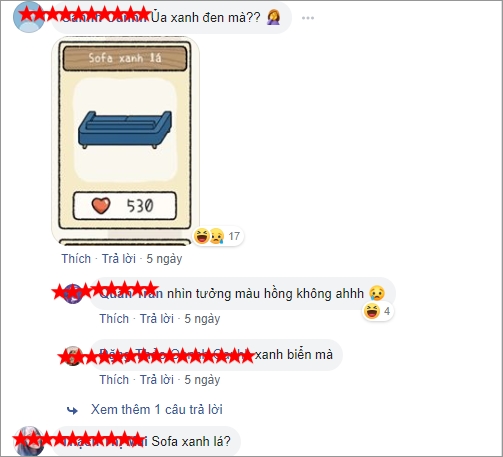 Ủa xanh đen mà??
Sofa xanh lá
530
17
Thích · Trả lời · 5 ngày
nhìn tưởng màu hồng không ahhh
4
Thích · Trả lời · 5 ngày
xanh biển mà
Thích · Trả lời · 5 ngày
Xem thêm 1 câu trả lời
Sofa xanh lá?